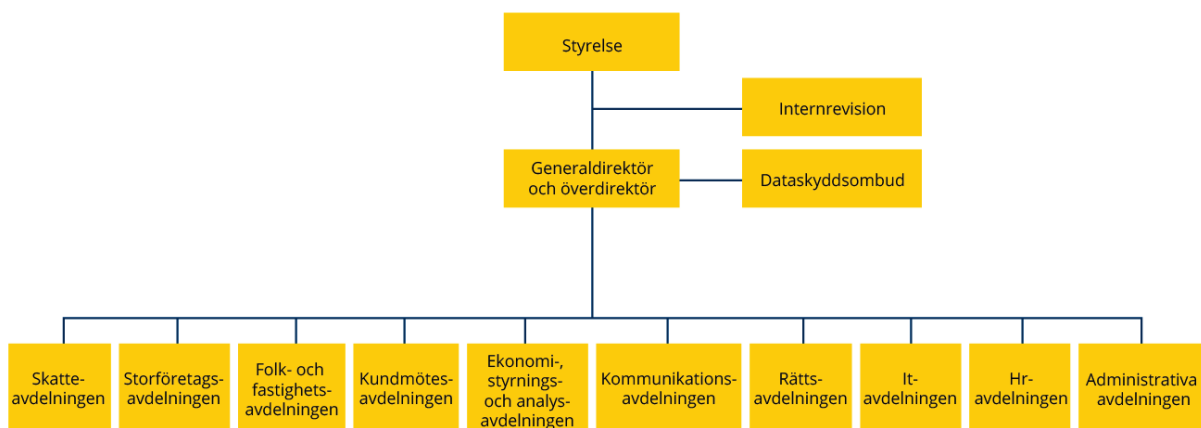 Styrelse
Internrevision
Generaldirektör
och överdirektör
Dataskyddsombud
Skatte-
avdelningen
Storföretags-
avdelningen
Folk- och
fastighets-
avdelningen
Kundmötes-
avdelningen
Ekonomi-,
styrnings-
och analys-
avdelningen
Kommunikations-
avdelningen
Rätts-
avdelningen
It-
avdelningen
Hr-
avdelningen
Administrativa
avdelningen